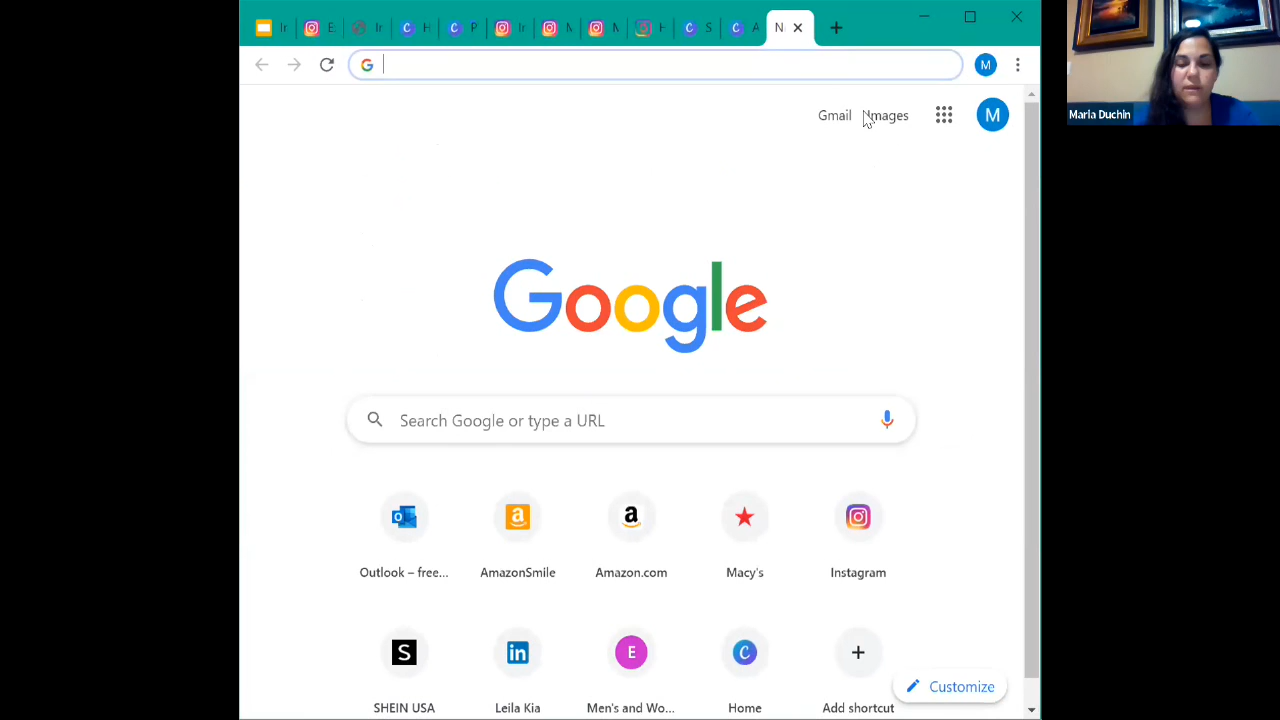 M
Gmail Images
M
Maria Duchin
Google
Search Google or type a URL
Outlook – free...
AmazonSmile
Amazon.com
Macy's
Instagram
SHEIN USA
Leila Kia
E
Men's and Wo...
Home
Add shortcut
Customize